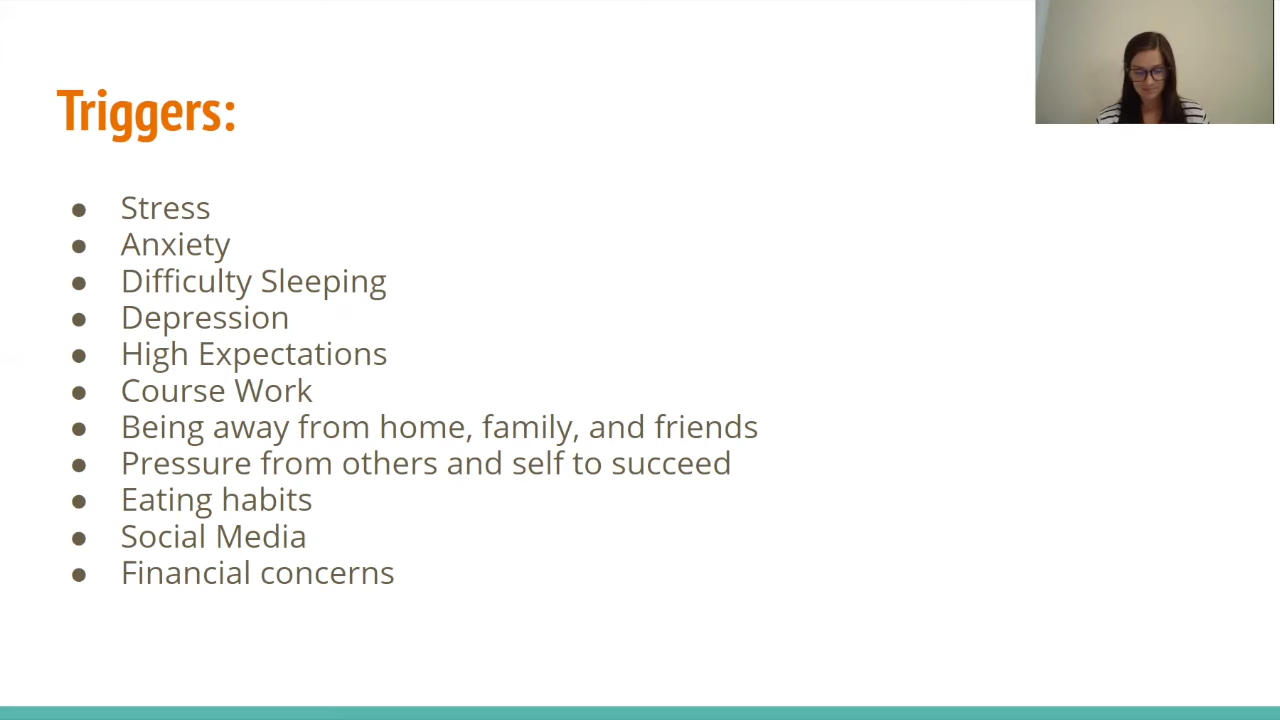 Triggers:
● Stress
● Anxiety
● Difficulty Sleeping
● Depression
● High Expectations
● Course Work
● Being away from home, family, and friends
● Pressure from others and self to succeed
● Eating habits
● Social Media
● Financial concerns